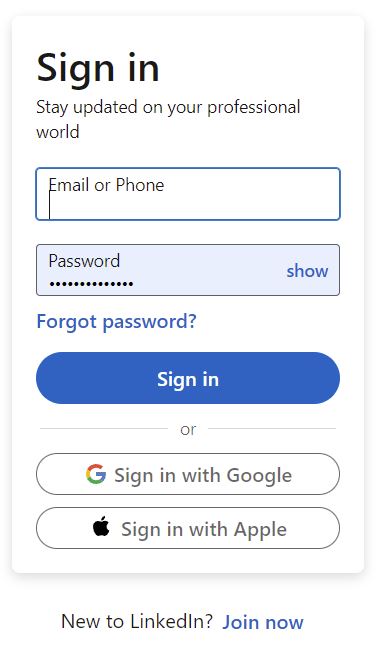 Sign in
Stay updated on your professional
world
Email or Phone
Password
••••••••••••••
show
Forgot password?
Sign in
or
Sign in with Google
Sign in with Apple
New to LinkedIn? Join now